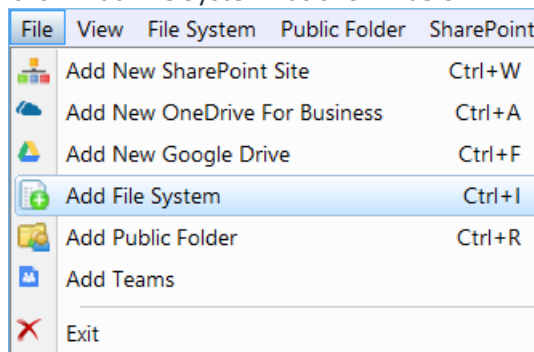 File View File System Public Folder SharePoint
Add New SharePoint Site Ctrl+W
Add New OneDrive For Business Ctrl+A
Add New Google Drive Ctrl+F
Add File System Ctrl+I
Add Public Folder Ctrl+R
Add Teams
Exit